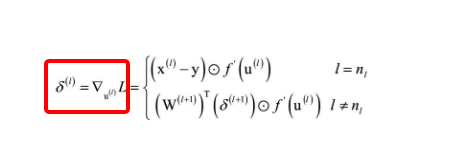 δ^{(l)} = ∇_{u^{(l)}} L = { (x^{(l)} − y) ⊙ f′(u^{(l)})    l = n_l
(W^{(l+1)})^T (δ^{(l+1)}) ⊙ f′(u^{(l)})    l ≠ n_l